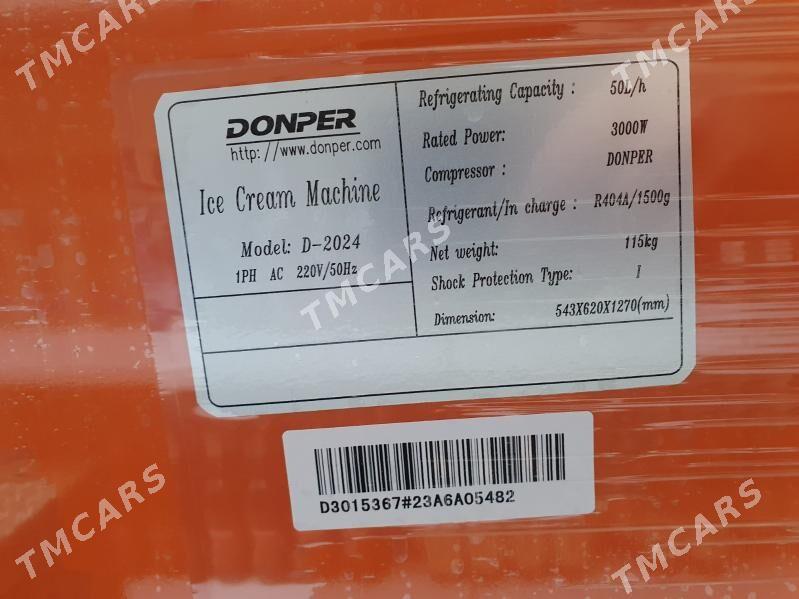 DONPER
http://www.donper.com
Ice Cream Machine
Model: D-2024
1PH AC 220V/50Hz
Refrigerating Capacity : 50L/h
Rated Power: 3000W
Compressor : DONPER
Refrigerant/In charge : R404A/1500g
Net weight: 115kg
Shock Protection Type: I
Dimension: 543X620X1270(mm)
D3015367#23A6A05482
TMCARS
TMCARS
TMCARS
TMCARS
TMCARS
TMCARS
TMCARS